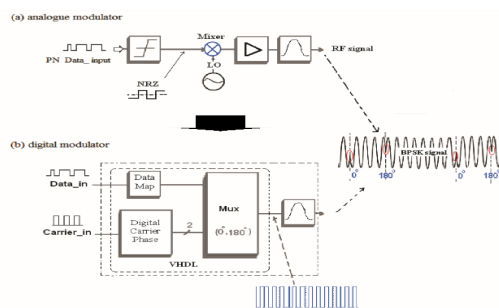 (a) analogue modulator
Mixer
PN Data_input
RF signal
LO
NRZ
(b) digital modulator
BPSK signal
0° 180° 0° 180°
Data_in
Data Map
Mux
(0°.180°)
Digital Carrier Phase
2
Carrier_in
VHDL